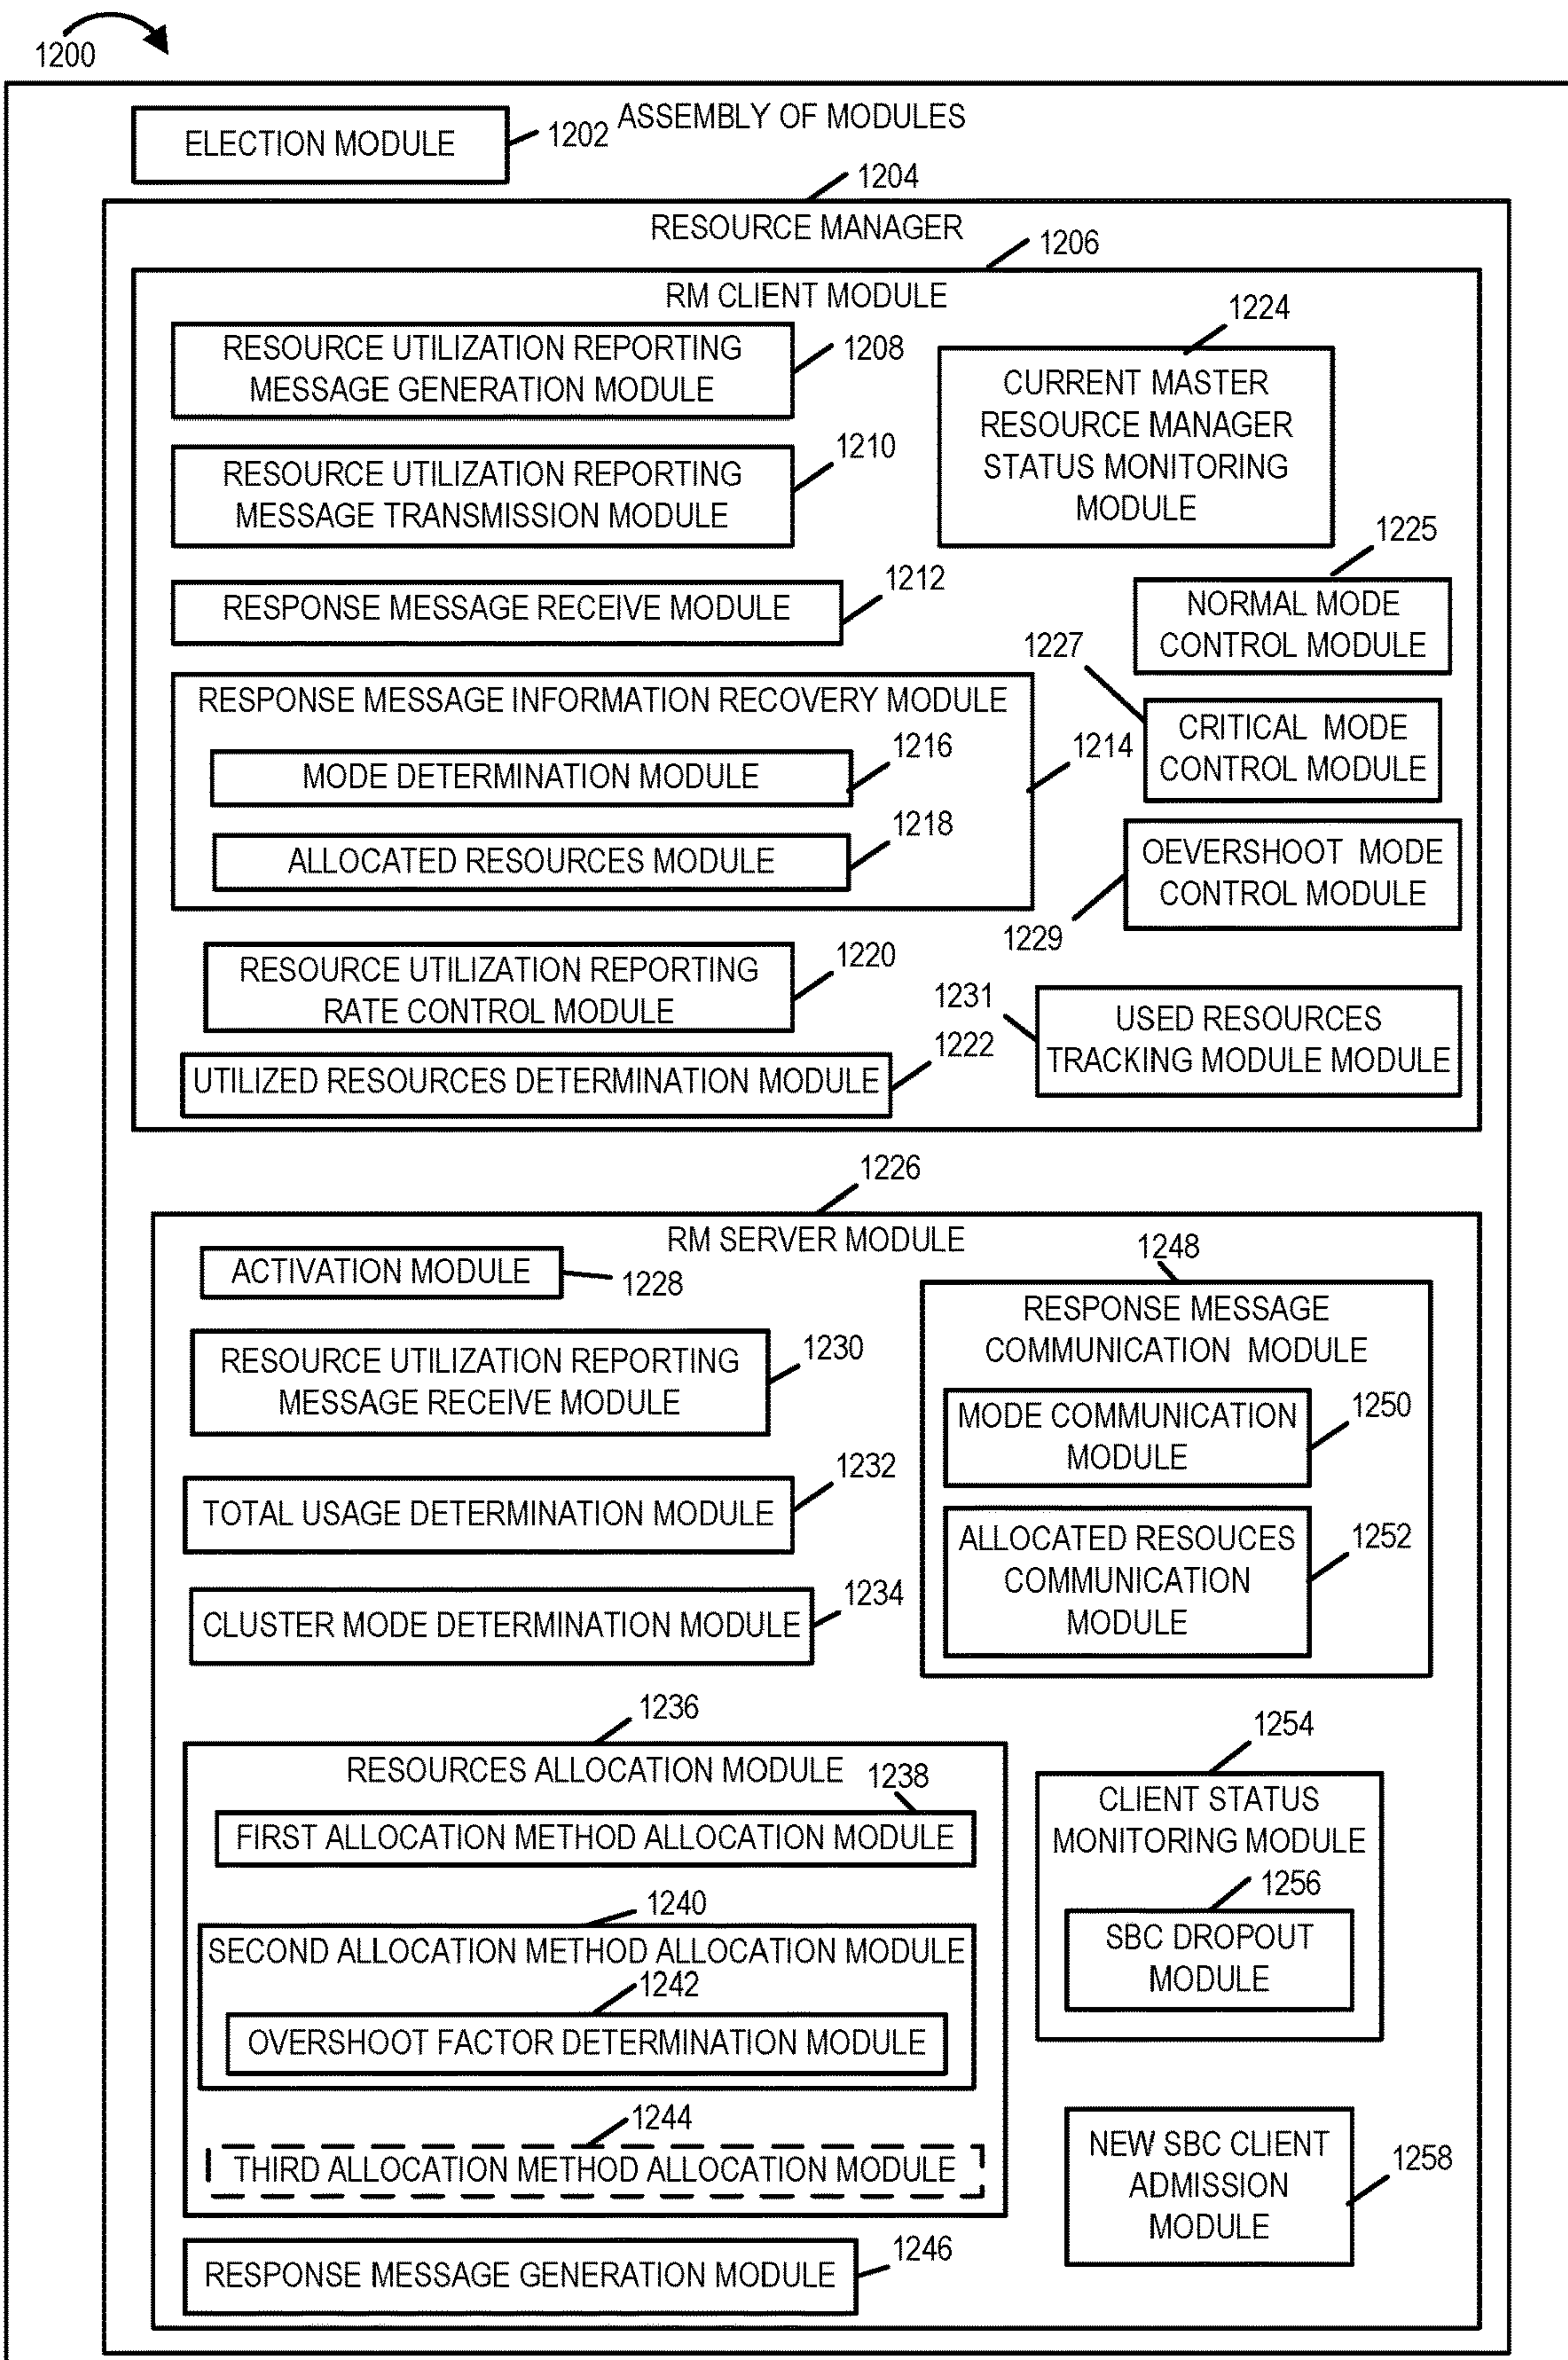 1200
ASSEMBLY OF MODULES
ELECTION MODULE
1202
1204
RESOURCE MANAGER
1206
RM CLIENT MODULE
RESOURCE UTILIZATION REPORTING
MESSAGE GENERATION MODULE
1208
1224
CURRENT MASTER
RESOURCE MANAGER
STATUS MONITORING
MODULE
RESOURCE UTILIZATION REPORTING
MESSAGE TRANSMISSION MODULE
1210
RESPONSE MESSAGE RECEIVE MODULE
1212
1225
NORMAL MODE
CONTROL MODULE
RESPONSE MESSAGE INFORMATION RECOVERY MODULE
1214
MODE DETERMINATION MODULE
1216
ALLOCATED RESOURCES MODULE
1218
1227
CRITICAL MODE
CONTROL MODULE
OEVERSHOOT MODE
CONTROL MODULE
1229
RESOURCE UTILIZATION REPORTING
RATE CONTROL MODULE
1220
1231
USED RESOURCES
TRACKING MODULE MODULE
UTILIZED RESOURCES DETERMINATION MODULE
1222
1226
RM SERVER MODULE
ACTIVATION MODULE
1228
RESOURCE UTILIZATION REPORTING
MESSAGE RECEIVE MODULE
1230
TOTAL USAGE DETERMINATION MODULE
1232
CLUSTER MODE DETERMINATION MODULE
1234
1248
RESPONSE MESSAGE
COMMUNICATION MODULE
MODE COMMUNICATION
MODULE
1250
ALLOCATED RESOUCES
COMMUNICATION
MODULE
1252
1236
RESOURCES ALLOCATION MODULE
1238
FIRST ALLOCATION METHOD ALLOCATION MODULE
1240
SECOND ALLOCATION METHOD ALLOCATION MODULE
1242
OVERSHOOT FACTOR DETERMINATION MODULE
1244
THIRD ALLOCATION METHOD ALLOCATION MODULE
1254
CLIENT STATUS
MONITORING MODULE
1256
SBC DROPOUT
MODULE
NEW SBC CLIENT
ADMISSION
MODULE
1258
RESPONSE MESSAGE GENERATION MODULE
1246